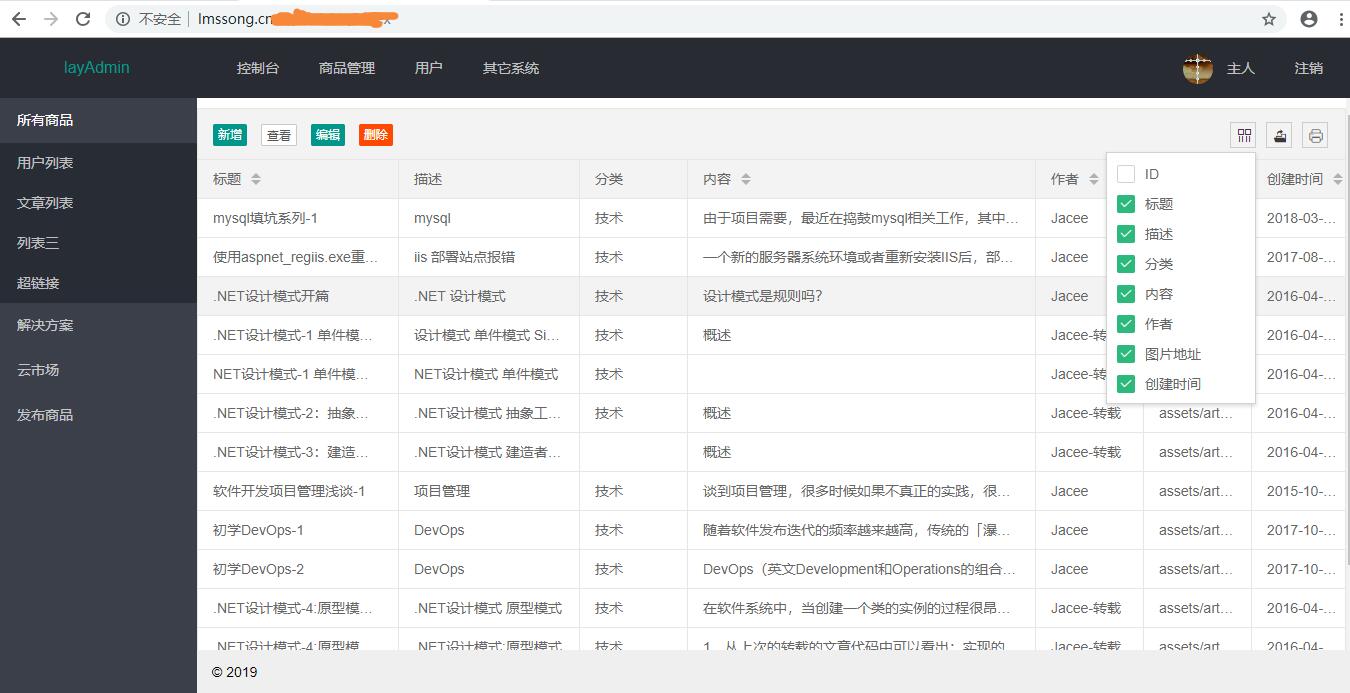 不安全 lmssong.cn
layAdmin 控制台 商品管理 用户 其它系统 主人 注销
所有商品
用户列表
文章列表
列表三
超链接
解决方案
云市场
发布商品
新增 查看 编辑 删除
标题 描述 分类 内容 作者 创建时间
mysql填坑系列-1 mysql 技术 由于项目需要，最近在捣鼓mysql相关工作，其中... Jacee 2018-03-...
使用aspnet_regiis.exe重... iis 部署站点报错 技术 一个新的服务器系统环境或者重新安装IIS后，部... Jacee 2017-08-...
.NET设计模式开篇 .NET 设计模式 技术 设计模式是规则吗？ Jacee 2016-04-...
.NET设计模式-1 单件模... 设计模式 单件模式 Si... 技术 概述 Jacee-转 2016-04-...
NET设计模式-1 单件模... NET设计模式 单件模式 技术 Jacee-转 2016-04-...
.NET设计模式-2：抽象... .NET设计模式 抽象工... 技术 概述 Jacee-转载 assets/art... 2016-04-...
.NET设计模式-3：建造... .NET设计模式 建造者... 概述 Jacee-转载 assets/art... 2016-04-...
软件开发项目管理浅谈-1 项目管理 技术 谈到项目管理，很多时候如果不真正的实践，很... Jacee assets/art... 2015-10-...
初学DevOps-1 DevOps 技术 随着软件发布迭代的频率越来越高，传统的「瀑... Jacee assets/art... 2017-10-...
初学DevOps-2 DevOps 技术 DevOps（英文Development和Operations的组合... Jacee assets/art... 2017-10-...
.NET设计模式-4:原型模... .NET设计模式 原型模式 技术 在软件系统中，当创建一个类的实例的过程很昂... Jacee-转载 assets/art... 2016-04-...
.NET设计模式-4:原型模 .NET设计模式:原型模式 技术 1、从上次的转载的文章代码中可以看出：实现的 Jacee-转载 assets/art... 2016-04-...
ID
标题
描述
分类
内容
作者
图片地址
创建时间
© 2019